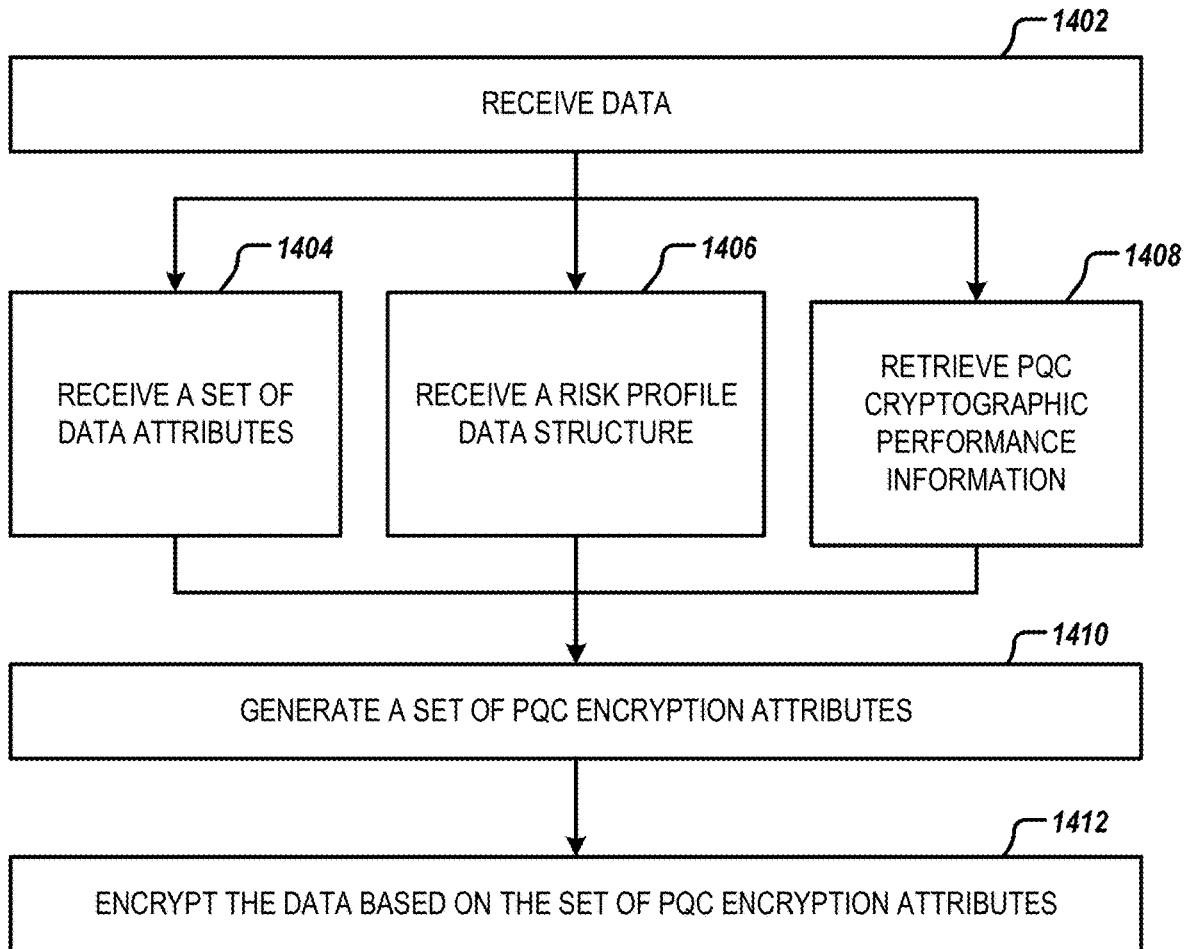 1402
RECEIVE DATA
1404
1406
1408
RECEIVE A SET OF
DATA ATTRIBUTES
RECEIVE A RISK PROFILE
DATA STRUCTURE
RETRIEVE PQC
CRYPTOGRAPHIC
PERFORMANCE
INFORMATION
1410
GENERATE A SET OF PQC ENCRYPTION ATTRIBUTES
1412
ENCRYPT THE DATA BASED ON THE SET OF PQC ENCRYPTION ATTRIBUTES